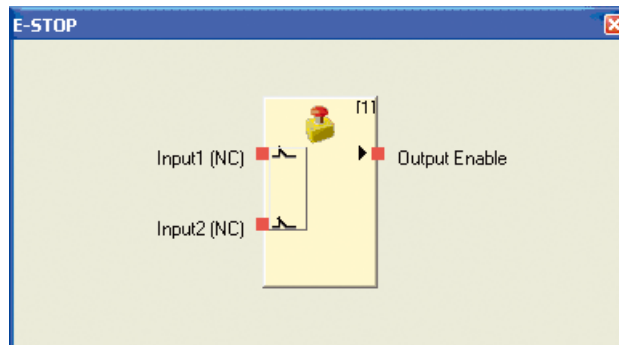 E-STOP
[1]
Input1 (NC)
Output Enable
Input2 (NC)